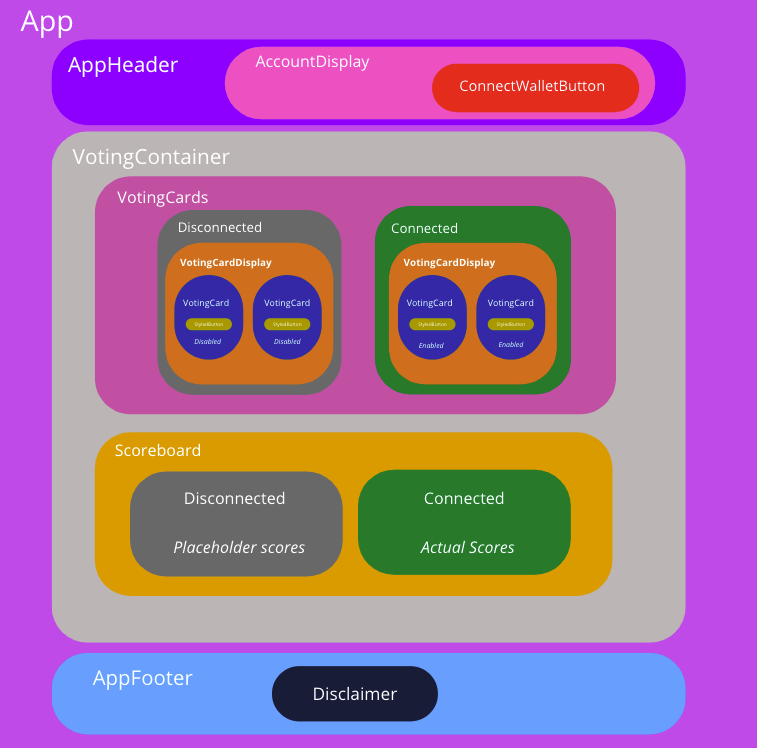 App
AppHeader
AccountDisplay
ConnectWalletButton
VotingContainer
VotingCards
Disconnected
VotingCardDisplay
VotingCard
StyledButton
Disabled
VotingCard
StyledButton
Disabled
Connected
VotingCardDisplay
VotingCard
StyledButton
Enabled
VotingCard
StyledButton
Enabled
Scoreboard
Disconnected
Placeholder scores
Connected
Actual Scores
AppFooter
Disclaimer